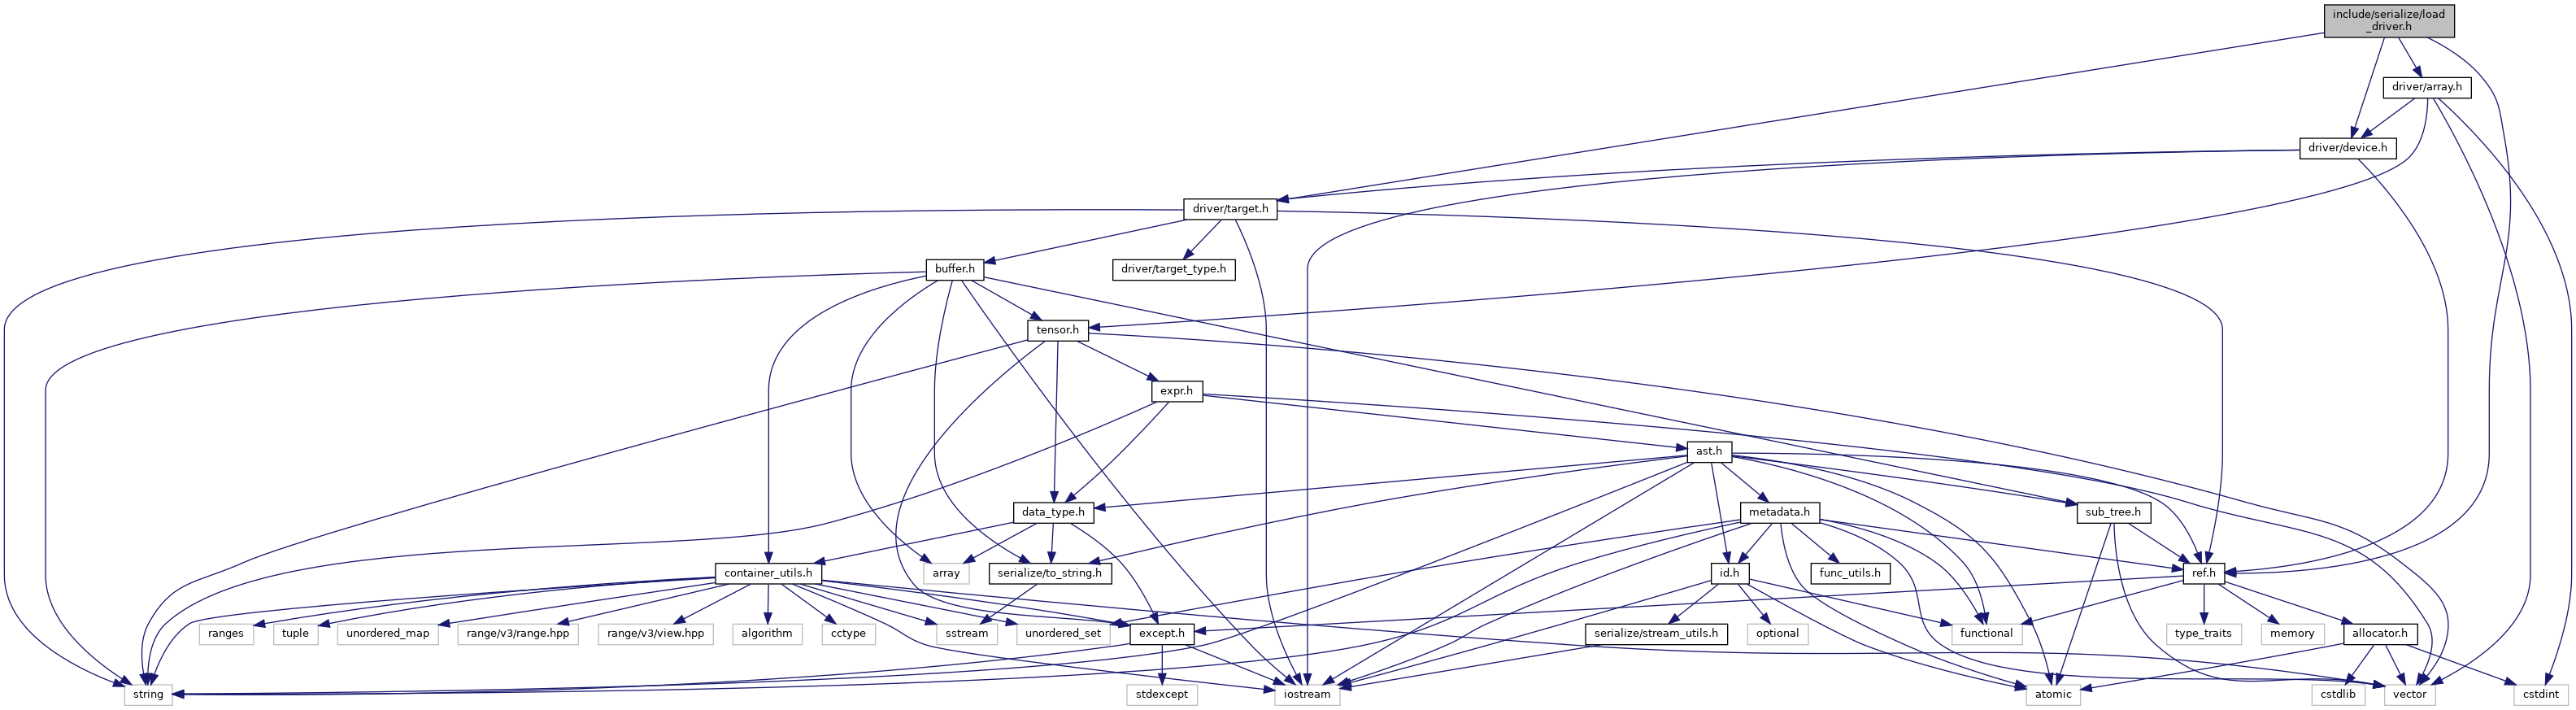 include/serialize/load
_driver.h
driver/array.h
driver/device.h
driver/target.h
buffer.h
driver/target_type.h
tensor.h
expr.h
ast.h
data_type.h
metadata.h
sub_tree.h
container_utils.h
array
serialize/to_string.h
id.h
func_utils.h
ref.h
ranges
tuple
unordered_map
range/v3/range.hpp
range/v3/view.hpp
algorithm
cctype
sstream
unordered_set
except.h
serialize/stream_utils.h
optional
functional
type_traits
memory
allocator.h
string
stdexcept
iostream
atomic
cstdlib
vector
cstdint